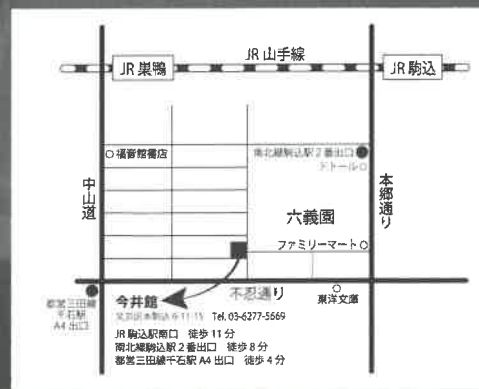 JR 山手線
JR 巣鴨
JR 駒込
福音館書店
南北線駒込駅2番出口
ドトール
中山道
本郷通り
六義園
ファミリーマート
不忍通り
東洋文庫
都営三田線
千石駅
A4 出口
今井館
Tel. 03-6277-5669
JR 駒込駅南口 徒歩 11 分
南北線駒込駅 2 番出口 徒歩 8 分
都営三田線千石駅 A4 出口 徒歩 4 分